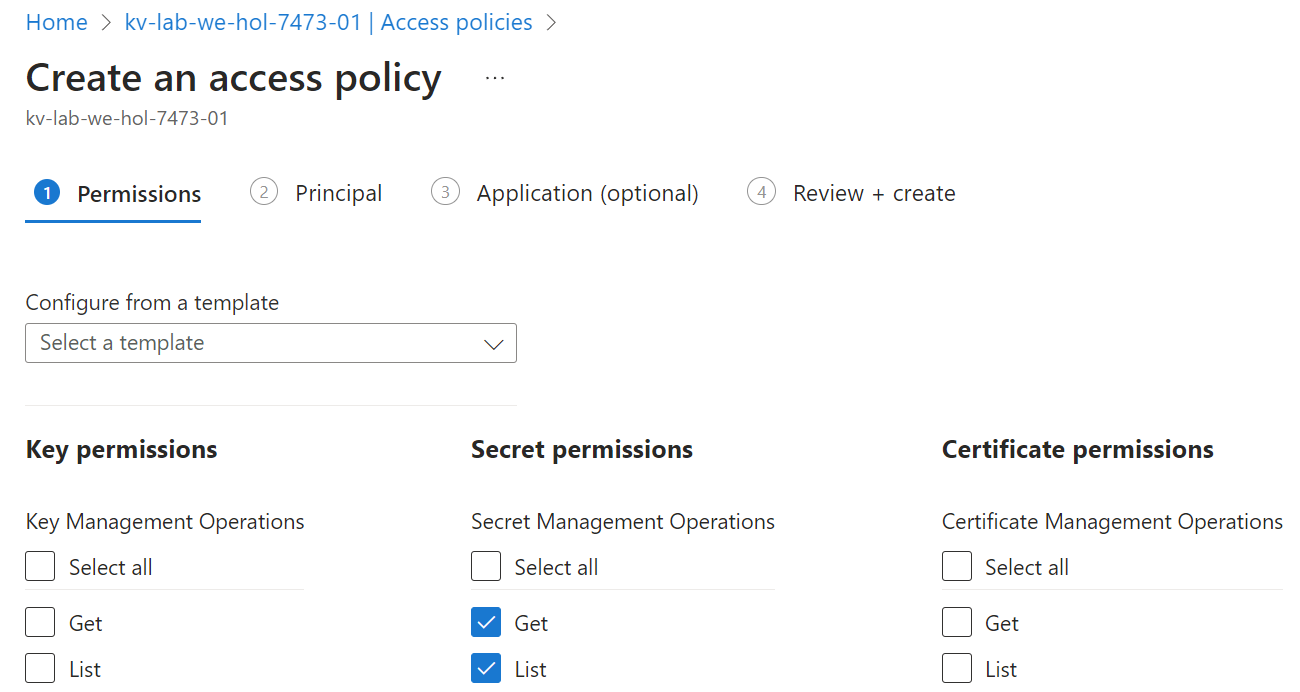 Home > kv-lab-we-hol-7473-01 | Access policies >
Create an access policy ...
kv-lab-we-hol-7473-01
1 Permissions 2 Principal 3 Application (optional) 4 Review + create
Configure from a template
Select a template
Key permissions Secret permissions Certificate permissions
Key Management Operations Secret Management Operations Certificate Management Operations
Select all Select all Select all
Get Get Get
List List List